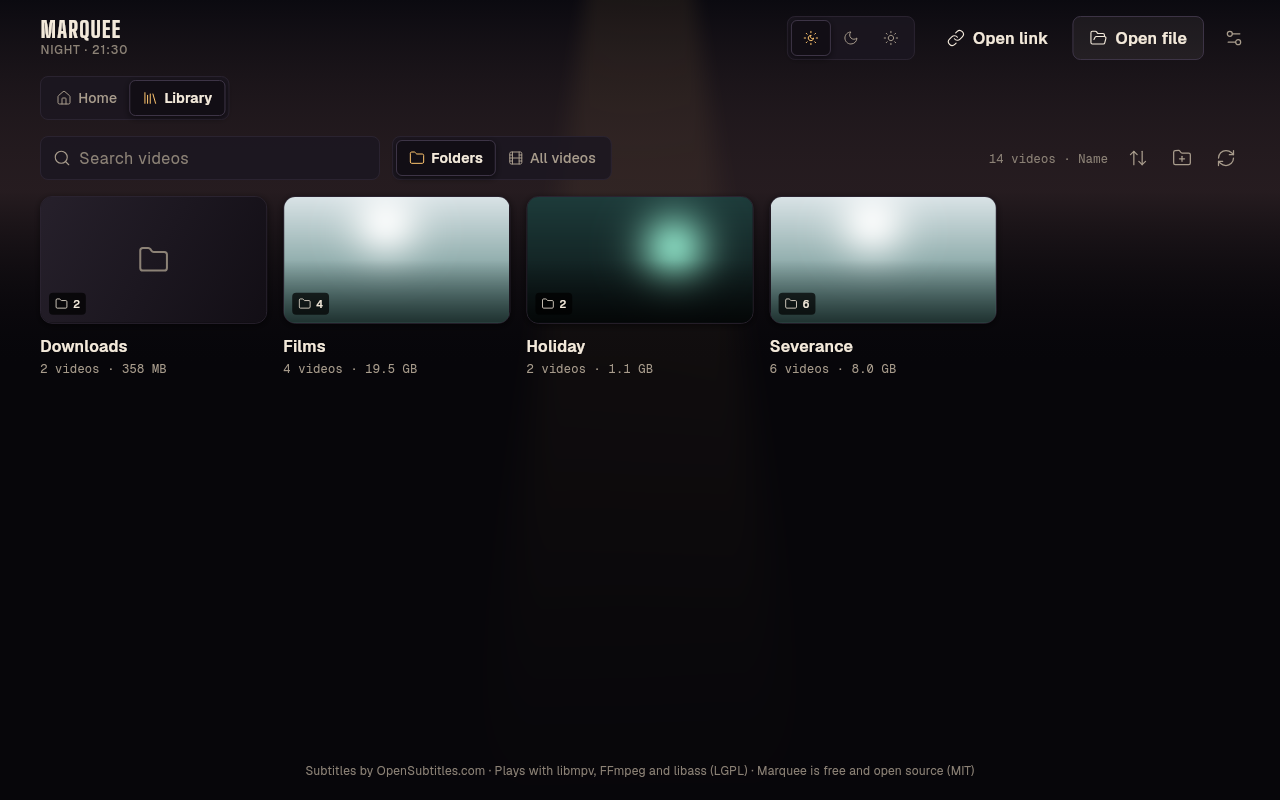 MARQUEE
NIGHT · 21:30
Open link
Open file
Home
Library
Search videos
Folders
All videos
14 videos · Name
2
4
2
6
Downloads
Films
Holiday
Severance
2 videos · 358 MB
4 videos · 19.5 GB
2 videos · 1.1 GB
6 videos · 8.0 GB
Subtitles by OpenSubtitles.com · Plays with libmpv, FFmpeg and libass (LGPL) · Marquee is free and open source (MIT)